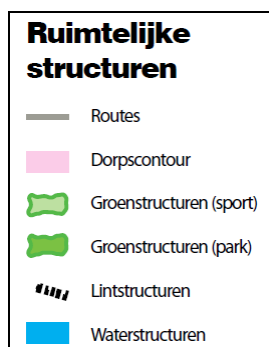 Ruimtelijke
structuren
Routes
Dorpscontour
Groenstructuren (sport)
Groenstructuren (park)
Lintstructuren
Waterstructuren